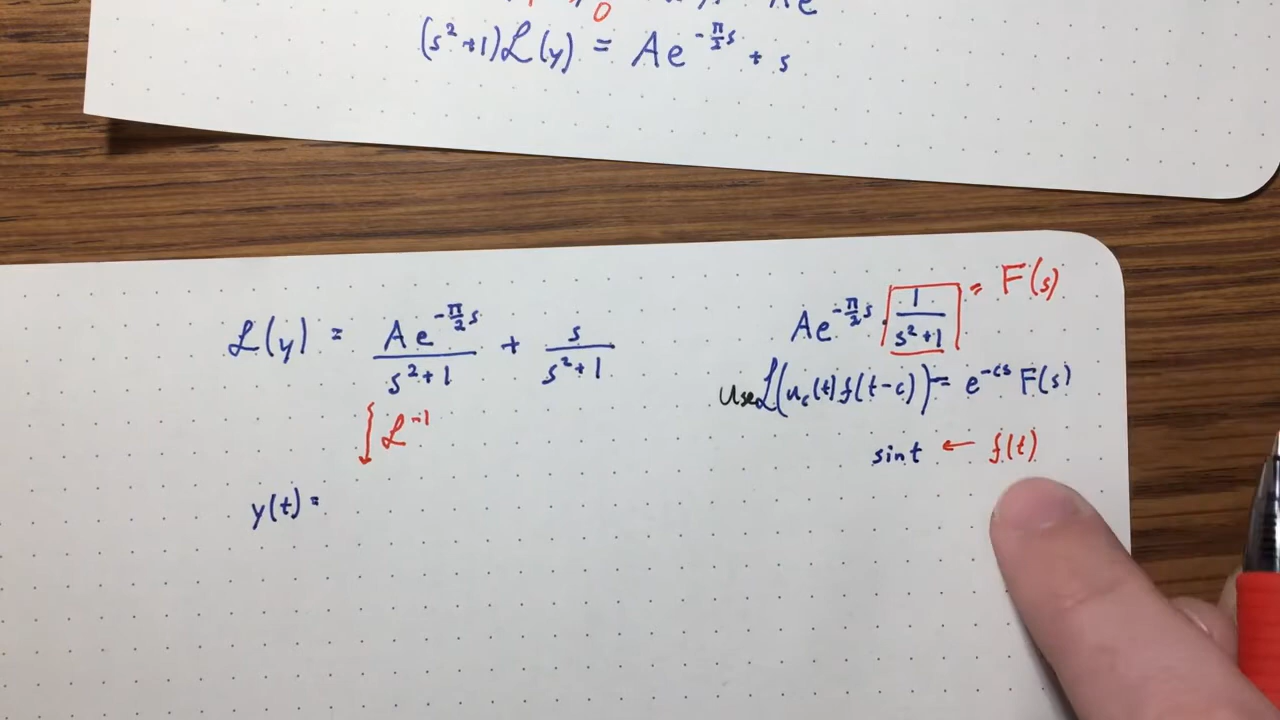 (s²+1)ℒ(y) = Ae^{-π/2 s} + s
ℒ(y) = Ae^{-π/2 s}/(s²+1) + s/(s²+1)
ℒ⁻¹
y(t) =
Ae^{-π/2 s} · 1/(s²+1) = F(s)
Use ℒ(u_c(t)f(t-c)) = e^{-cs} F(s)
sin t ← f(t)